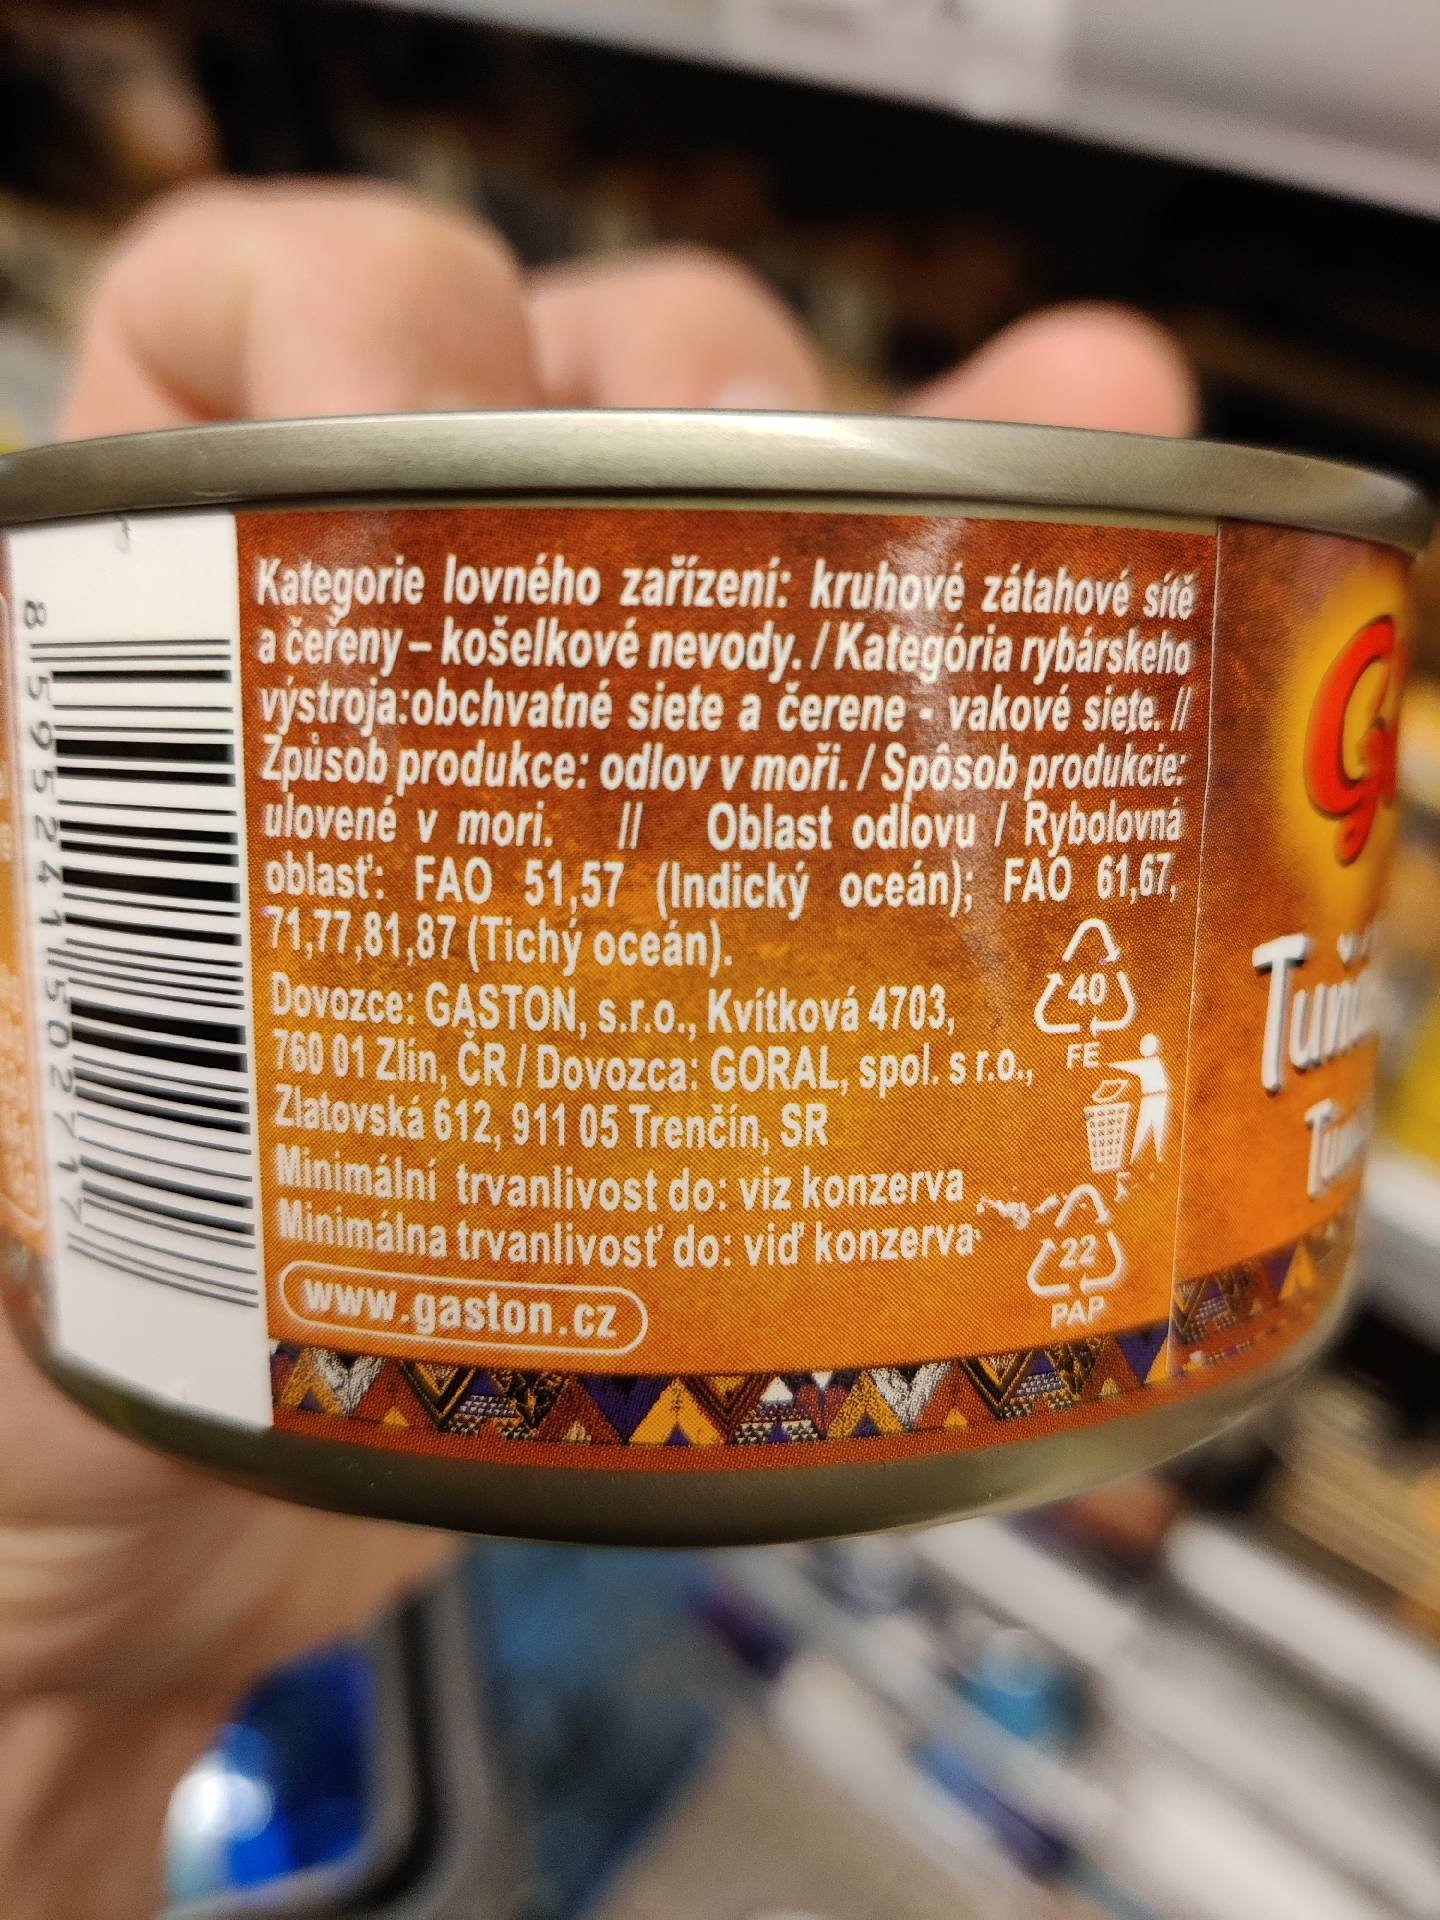 Kategorie lovného zařízení: kruhové zátahové sítě
a čeřeny – košelkové nevody. / Kategória rybárskeho
výstroja:obchvatné siete a čerene - vakové siete. //
Způsob produkce: odlov v moři. / Spôsob produkcie:
ulovené v mori. // Oblast odlovu / Rybolovná
oblasť: FAO 51,57 (Indický oceán); FAO 61,67,
71,77,81,87 (Tichý oceán).
Dovozce: GASTON, s.r.o., Kvítková 4703,
760 01 Zlín, ČR / Dovozca: GORAL, spol. s r.o.,
Zlatovská 612, 911 05 Trenčín, SR
Minimální trvanlivost do: viz konzerva
Minimálna trvanlivosť do: viď konzerva
www.gaston.cz
40
FE
22
PAP
8 595241 502717